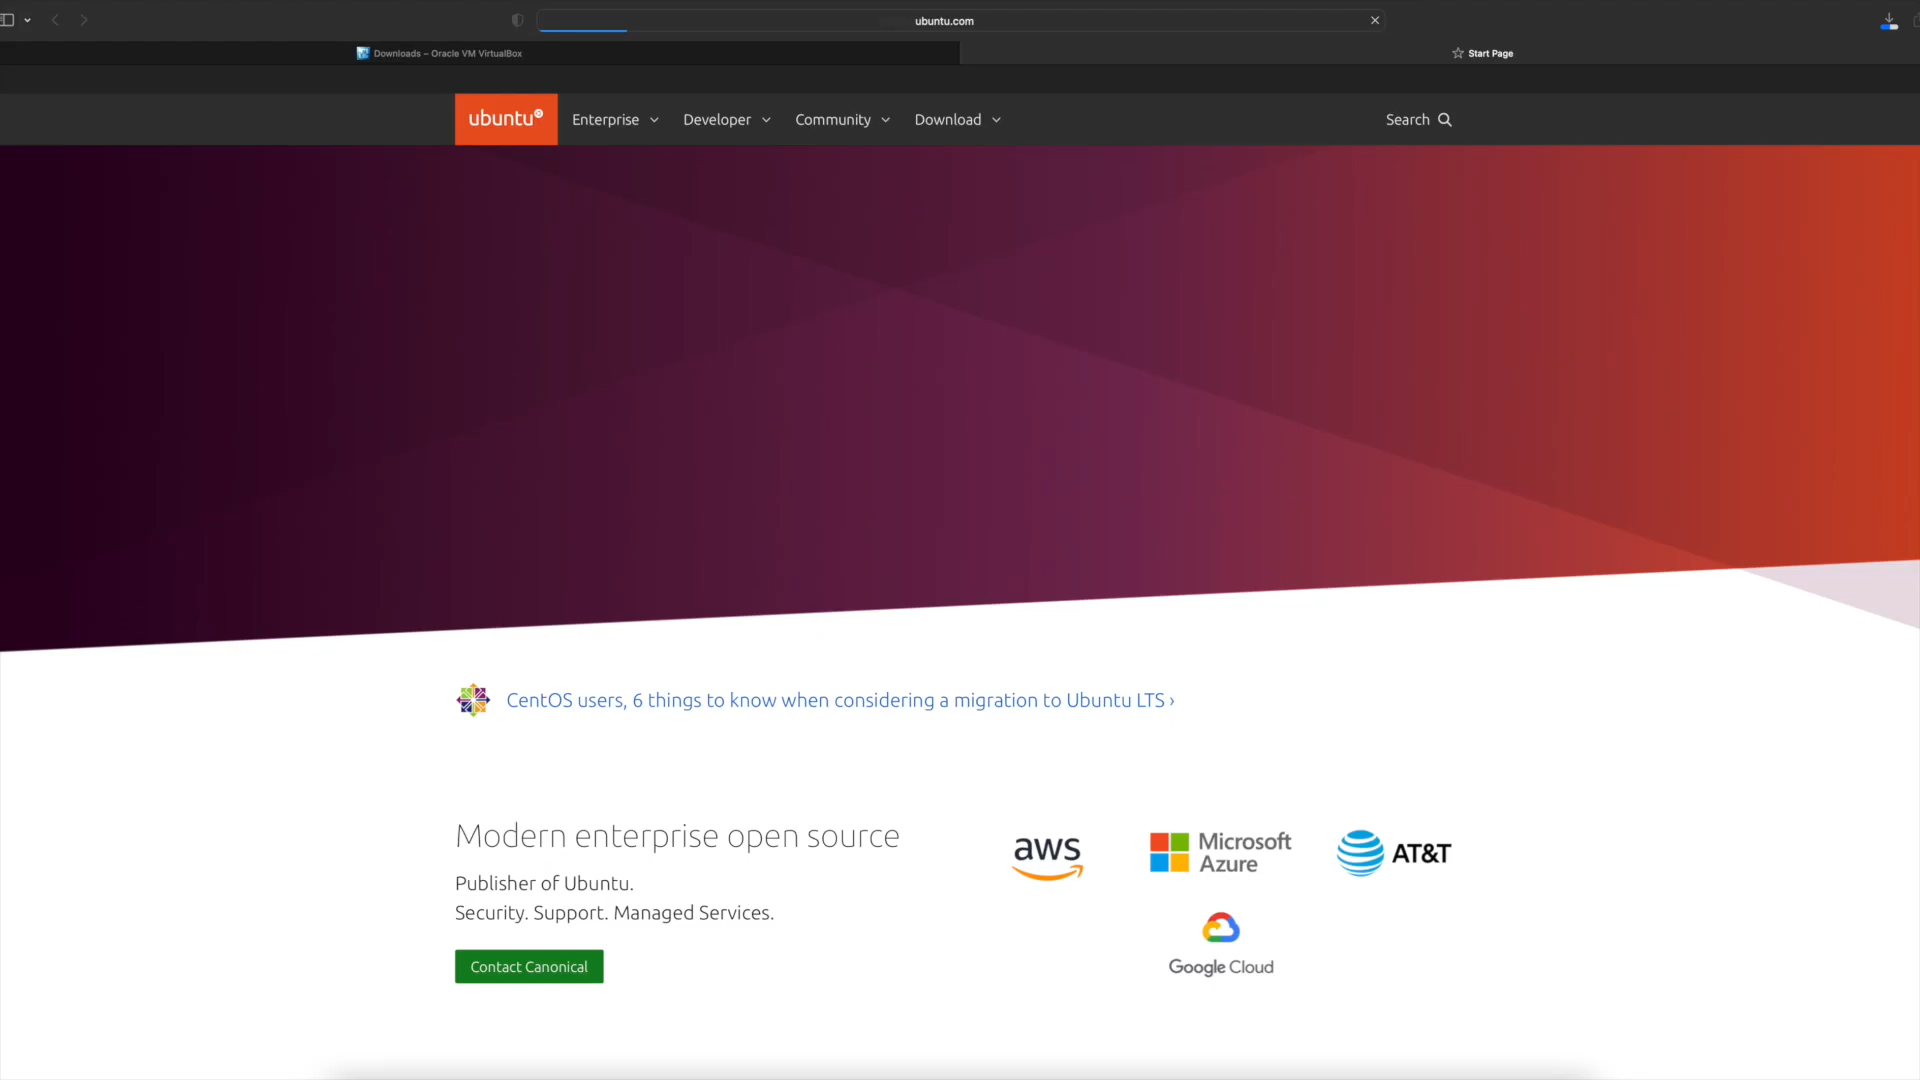 ubuntu.com
Downloads – Oracle VM VirtualBox
Start Page
ubuntu
Enterprise
Developer
Community
Download
Search
CentOS users, 6 things to know when considering a migration to Ubuntu LTS ›
Modern enterprise open source
Publisher of Ubuntu.
Security. Support. Managed Services.
Contact Canonical
aws
Microsoft
Azure
AT&T
Google Cloud